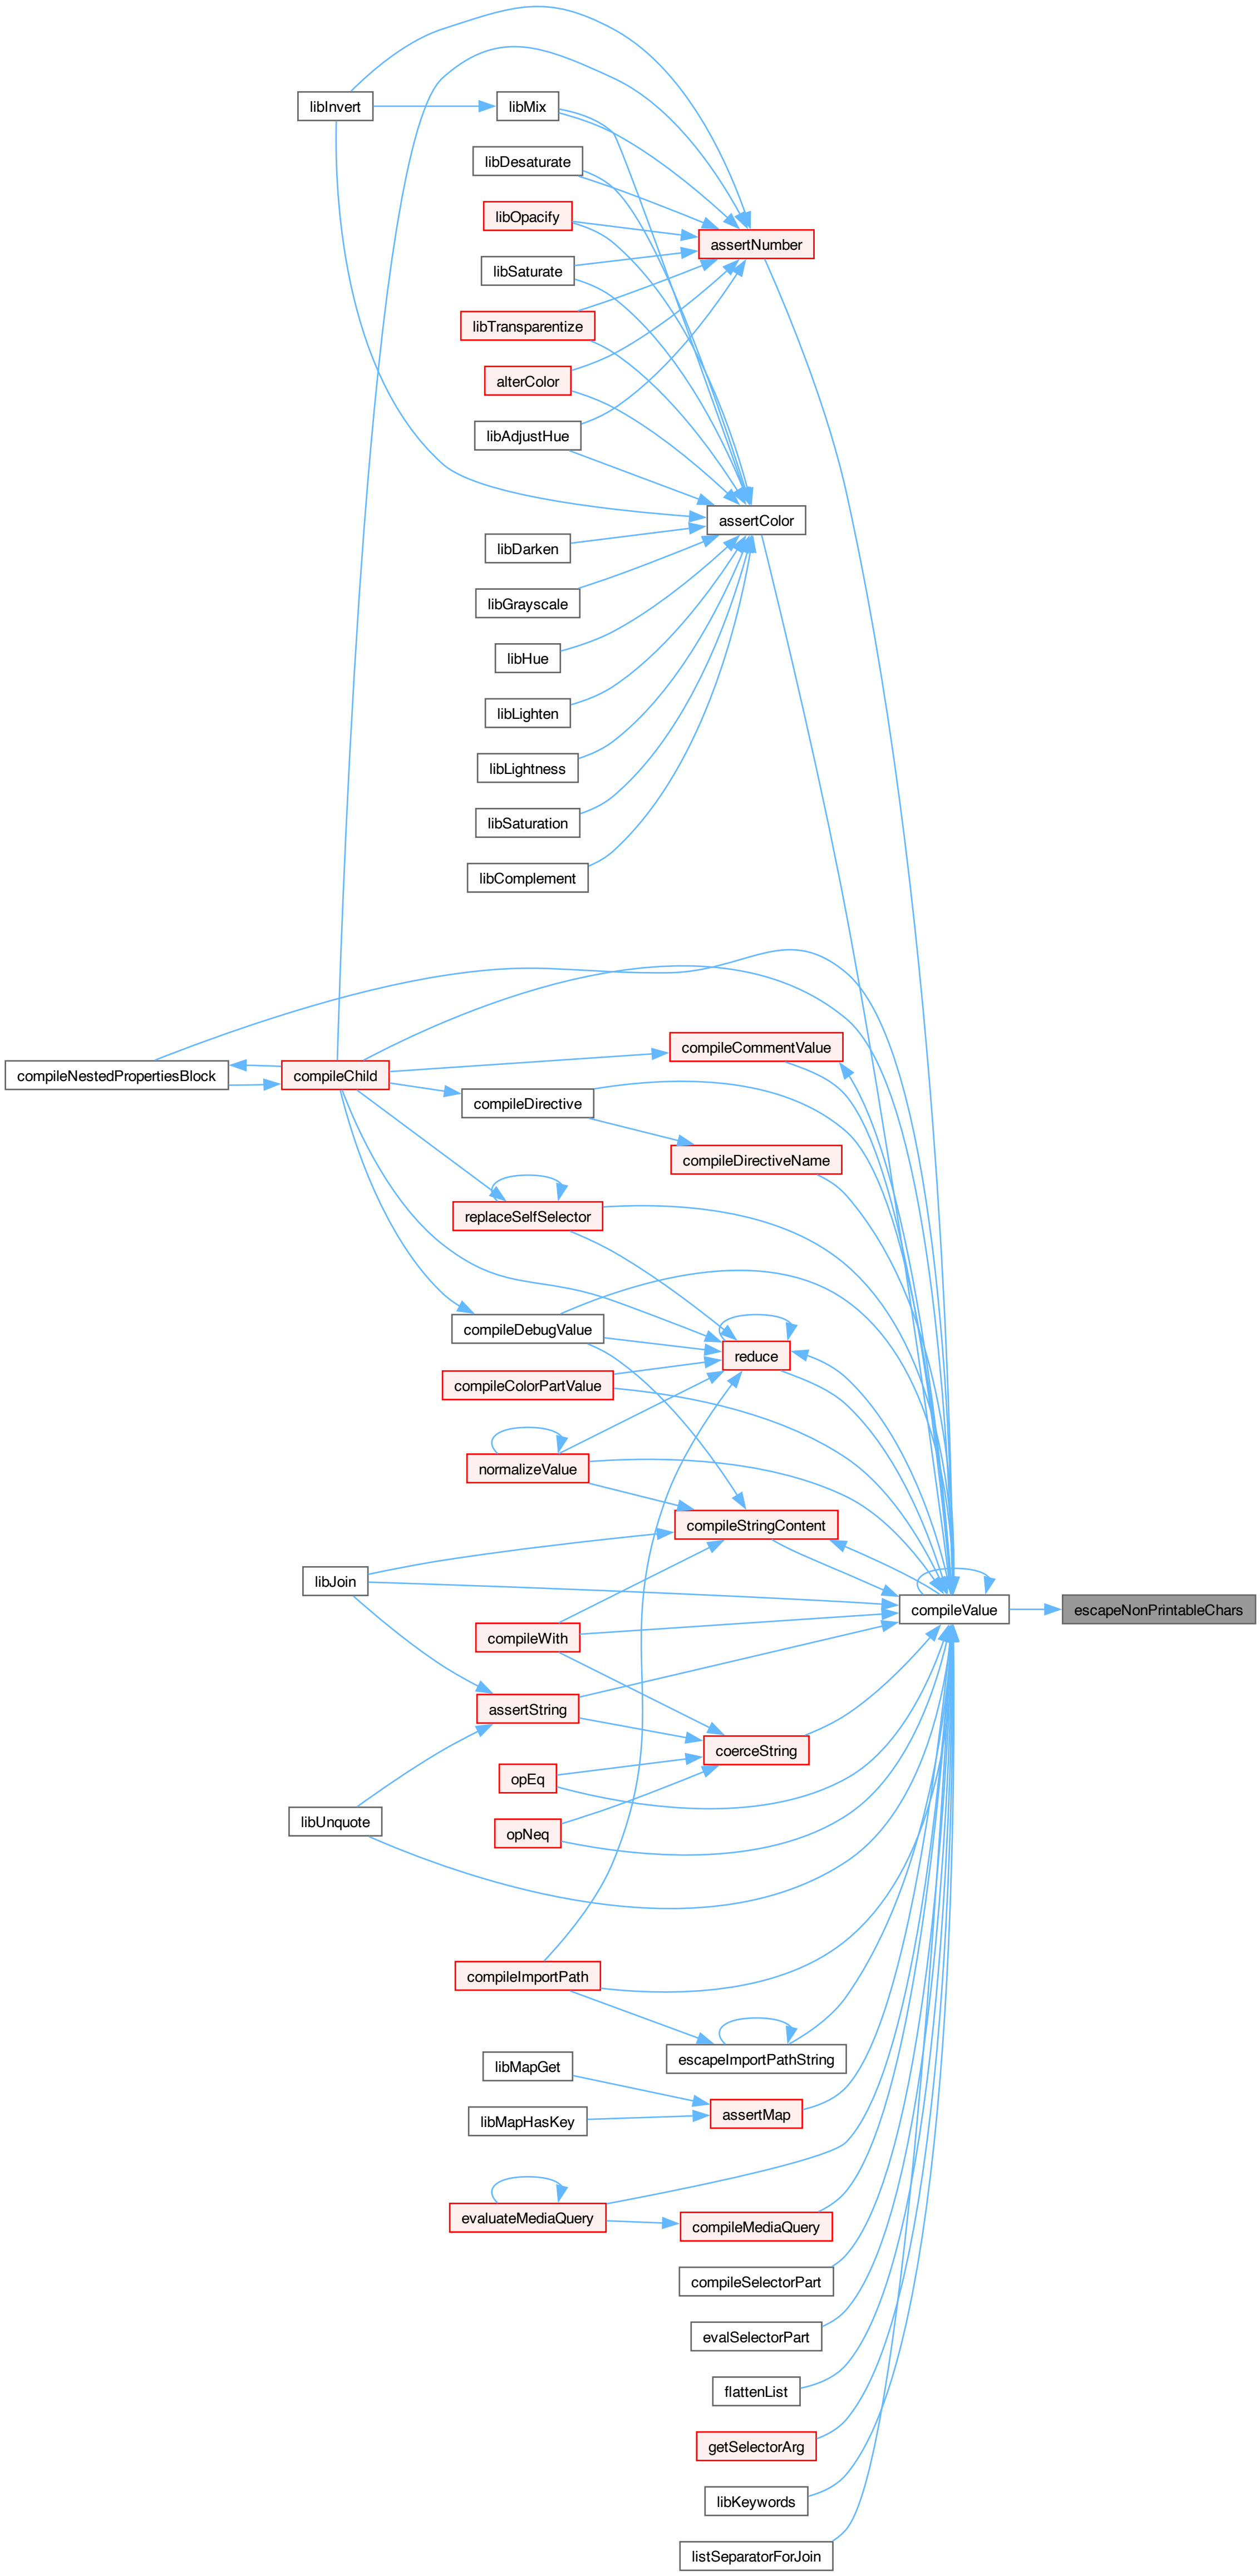 libInvert
libMix
libDesaturate
libOpacify
assertNumber
libSaturate
libTransparentize
alterColor
libAdjustHue
assertColor
libDarken
libGrayscale
libHue
libLighten
libLightness
libSaturation
libComplement
compileCommentValue
compileNestedPropertiesBlock
compileChild
compileDirective
compileDirectiveName
replaceSelfSelector
compileDebugValue
reduce
compileColorPartValue
normalizeValue
compileStringContent
libJoin
compileValue
escapeNonPrintableChars
compileWith
assertString
coerceString
opEq
libUnquote
opNeq
compileImportPath
escapeImportPathString
libMapGet
assertMap
libMapHasKey
evaluateMediaQuery
compileMediaQuery
compileSelectorPart
evalSelectorPart
flattenList
getSelectorArg
libKeywords
listSeparatorForJoin